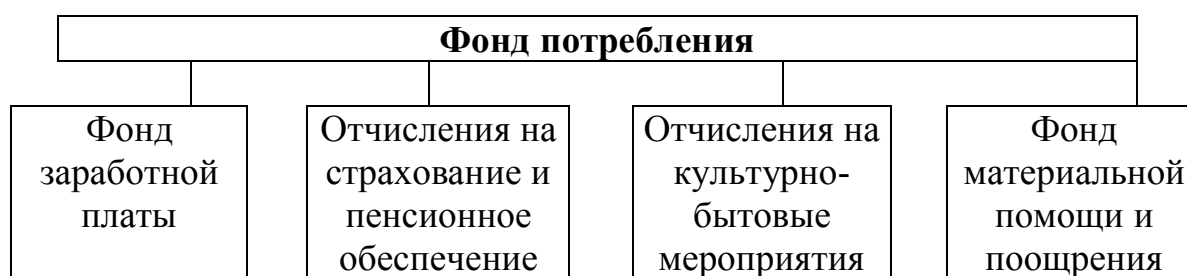 Фонд потребления
Фонд
заработной
платы
Отчисления на
страхование и
пенсионное
обеспечение
Отчисления на
культурно-
бытовые
мероприятия
Фонд
материальной
помощи и
поощрения